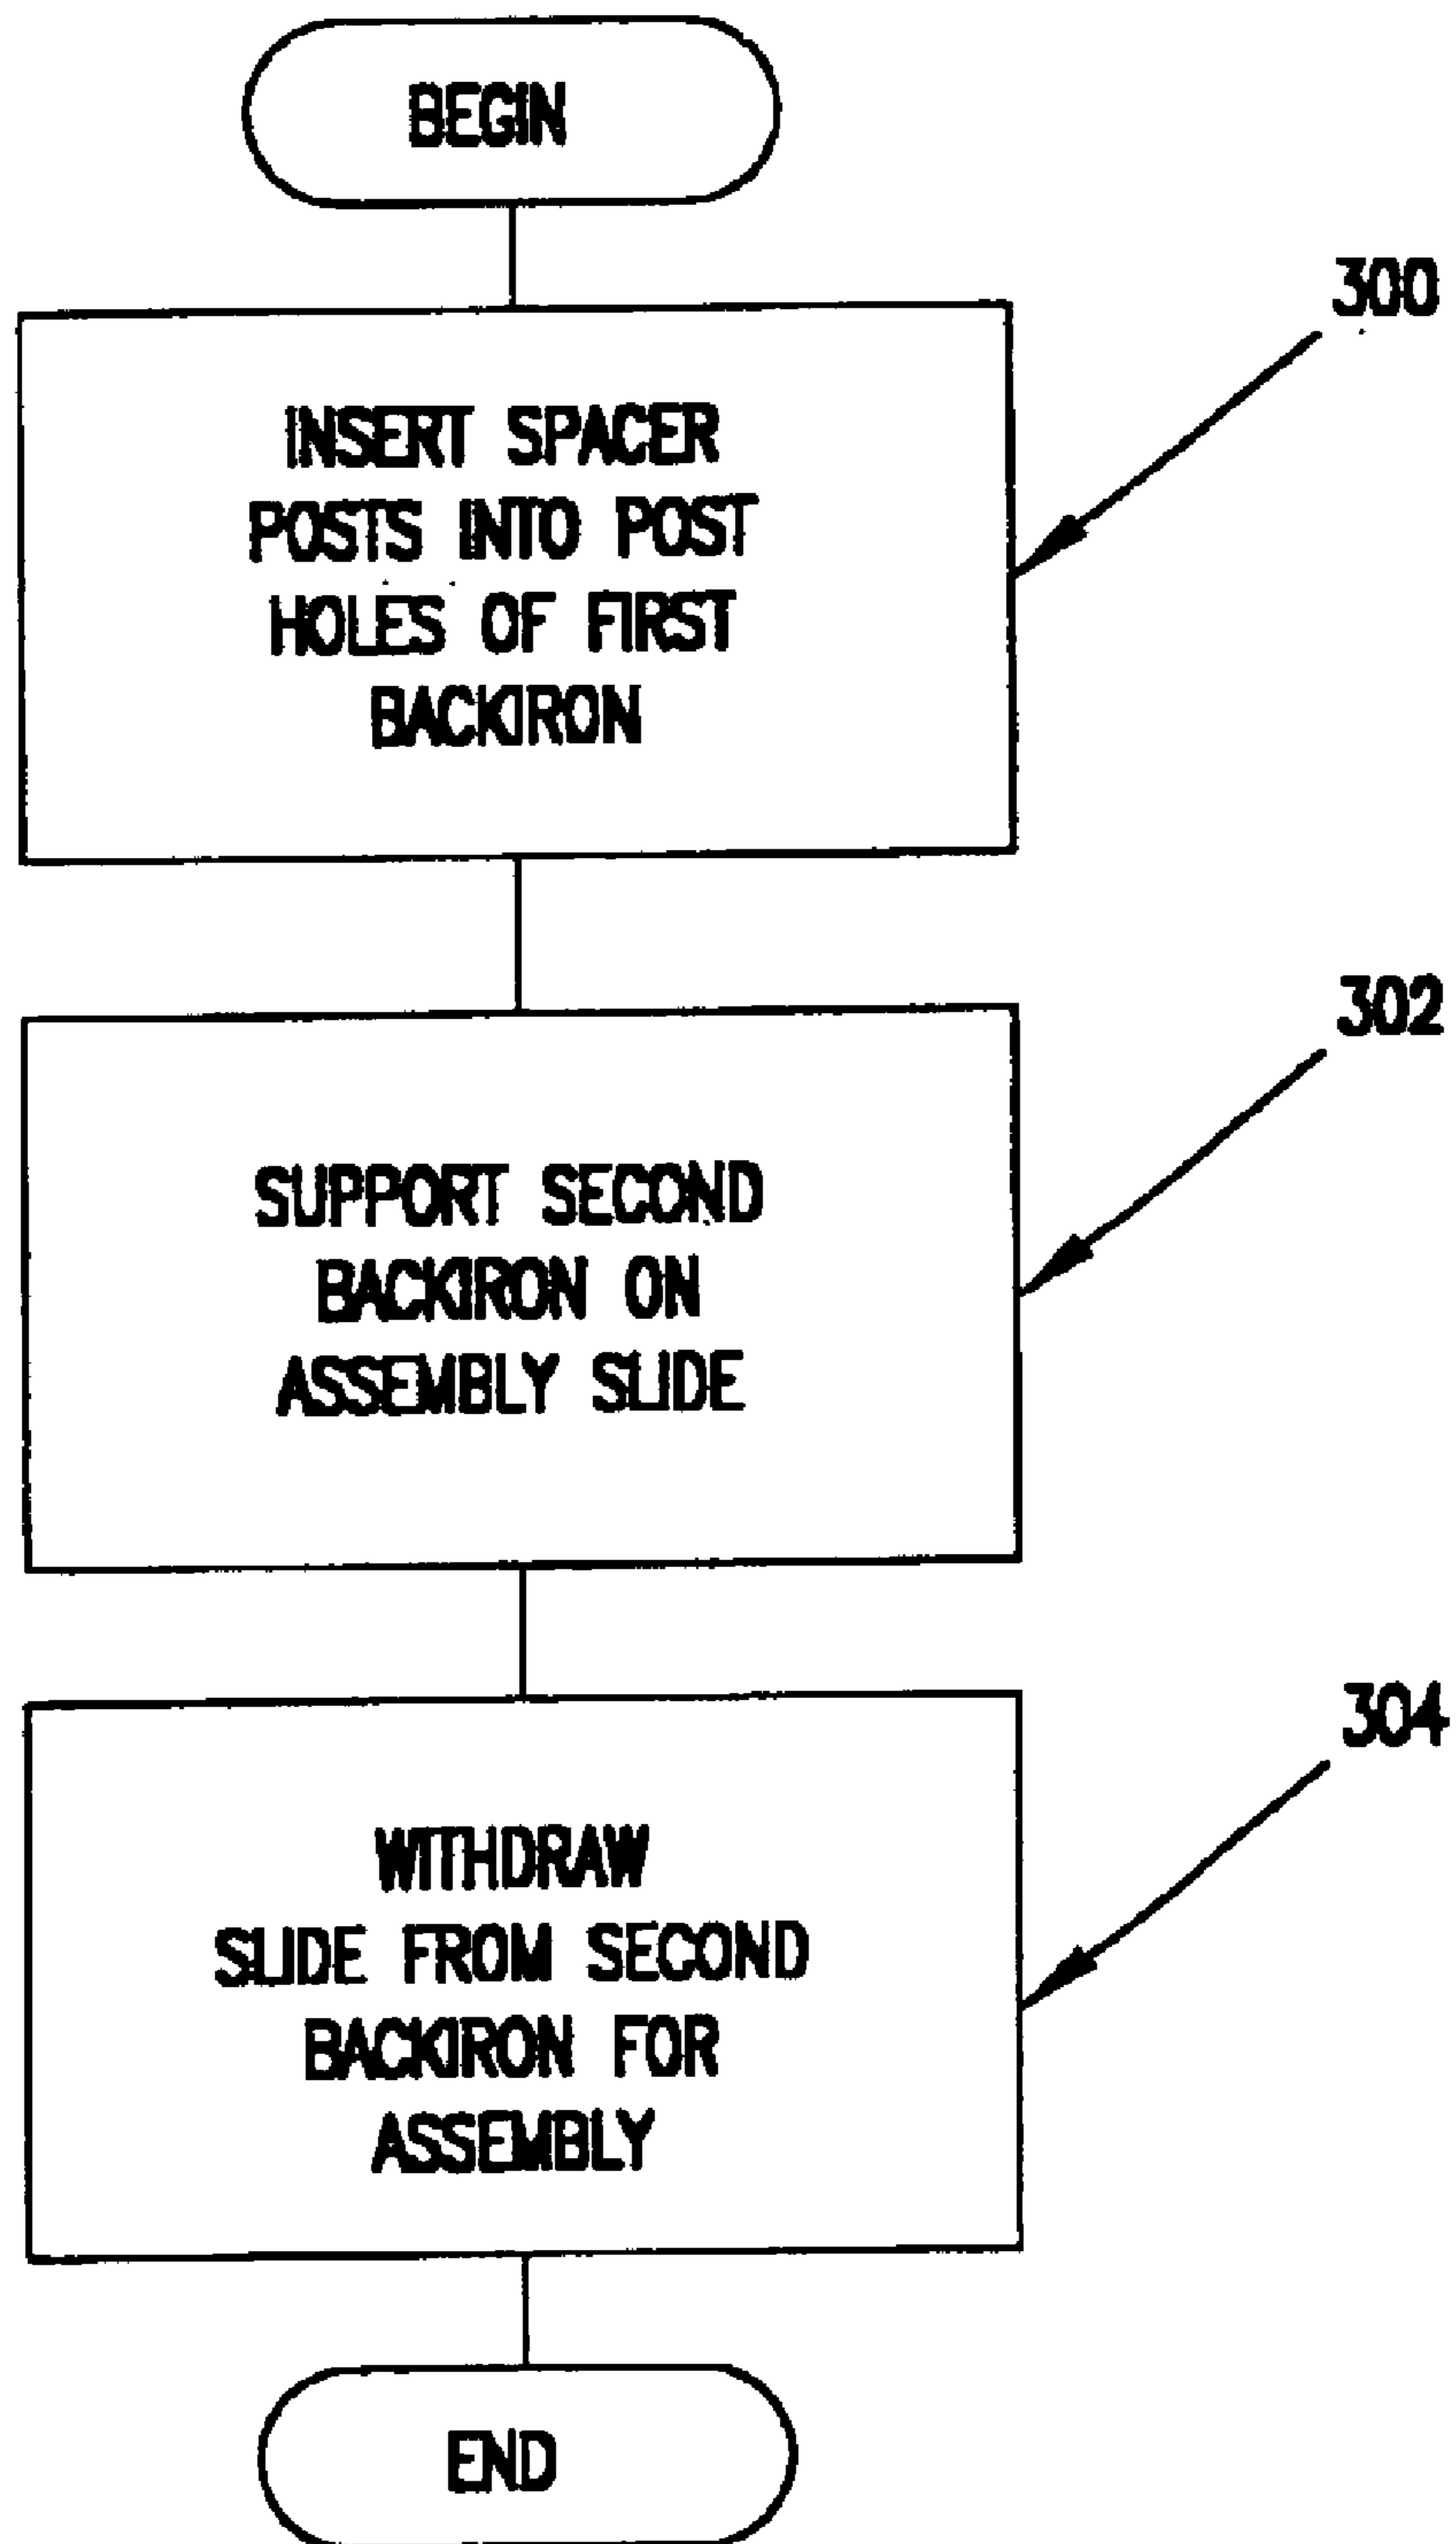 BEGIN
300
INSERT SPACER
POSTS INTO POST
HOLES OF FIRST
BACKIRON
302
SUPPORT SECOND
BACKIRON ON
ASSEMBLY SLIDE
304
WITHDRAW
SLIDE FROM SECOND
BACKIRON FOR
ASSEMBLY
END